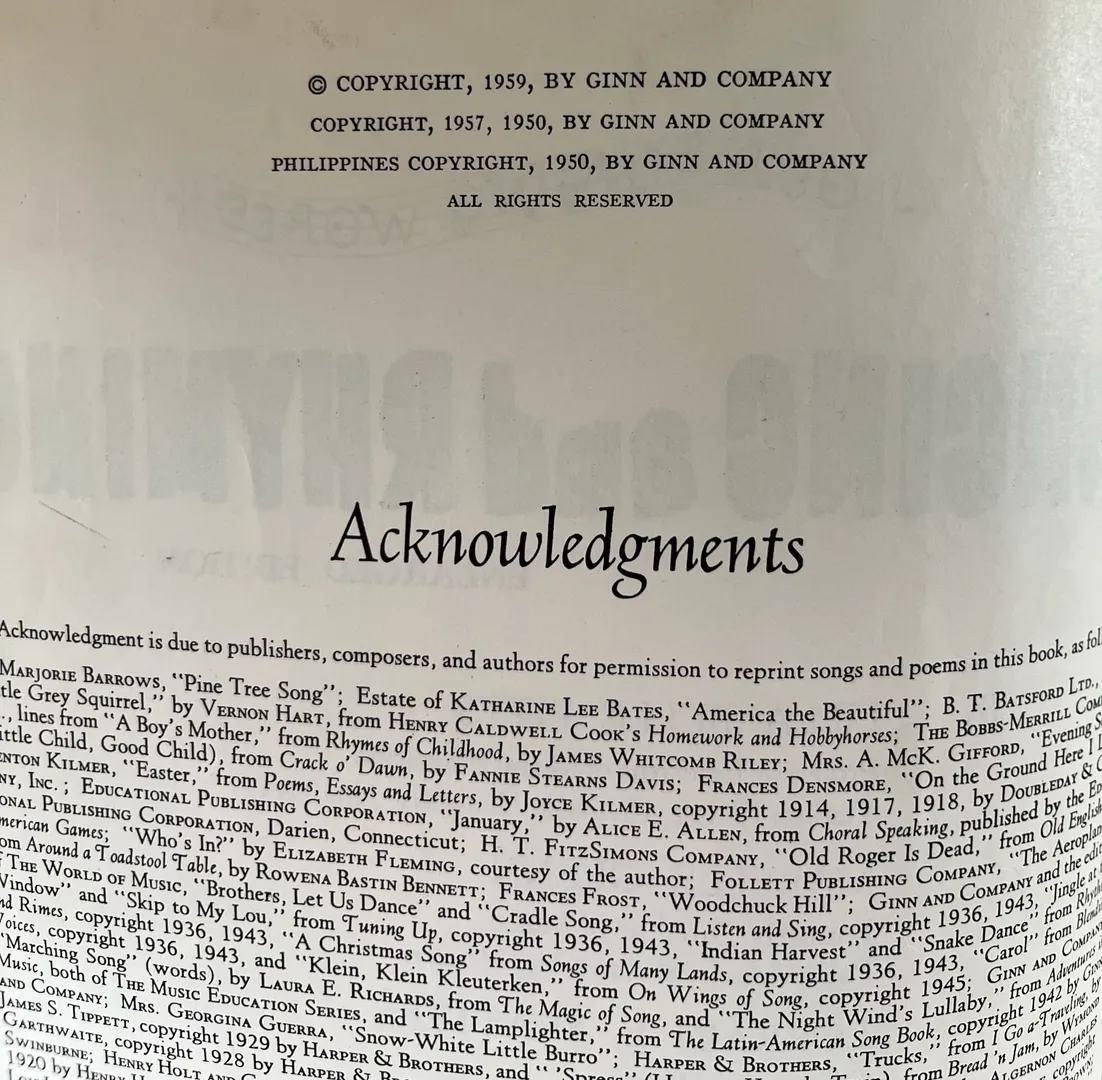 © COPYRIGHT, 1959, BY GINN AND COMPANY
COPYRIGHT, 1957, 1950, BY GINN AND COMPANY
PHILIPPINES COPYRIGHT, 1950, BY GINN AND COMPANY
ALL RIGHTS RESERVED
Acknowledgments
Acknowledgment is due to publishers, composers, and authors for permission to reprint songs and poems in this book, as
MARJORIE BARROWS, "Pine Tree Song"; Estate of KATHARINE LEE BATES, "America the Beautiful"; B. T. BATSFORD LTD.,
Grey Squirrel," by VERNON HART, from HENRY CALDWELL COOK's Homework and Hobbyhorses; THE BOBBS-MERRILL
lines from "A Boy's Mother," from Rhymes of Childhood, by JAMES WHITCOMB RILEY; MRS. A. McK. GIFFORD, "Evening
Little Child, Good Child), from Crack o' Dawn, by FANNIE STEARNS DAVIS; FRANCES DENSMORE, "On the Ground Here I
KILMER, "Easter," from Poems, Essays and Letters, by JOYCE KILMER, copyright 1914, 1917, 1918, by DOUBLEDAY &
INC.; EDUCATIONAL PUBLISHING CORPORATION, "January," by ALICE E. ALLEN, from Choral Speaking, published by the
PUBLISHING CORPORATION, Darien, Connecticut; H. T. FITZSIMONS COMPANY, "Old Roger Is Dead," from Old English
Games; "Who's In?" by ELIZABETH FLEMING, courtesy of the author; FOLLETT PUBLISHING COMPANY, "The
Around a Toadstool Table, by ROWENA BASTIN BENNETT; FRANCES FROST, "Woodchuck Hill"; GINN AND COMPANY and the
THE WORLD OF MUSIC, "Brothers, Let Us Dance" and "Cradle Song," from Listen and Sing, copyright 1936, 1943, "Jingle at
Window" and "Skip to My Lou," from Tuning Up, copyright 1936, 1943, "Indian Harvest" and "Snake Dance" from
and Rimes, copyright 1936, 1943, "A Christmas Song" from Songs of Many Lands, copyright 1936, 1943, "Carol" from
Voices, copyright 1936, 1943, and "Klein, Klein Kleuterken," from On Wings of Song, copyright 1945; GINN AND COMPANY
"Marching Song" (words), by LAURA E. RICHARDS, from The Magic of Song, and "The Night Wind's Lullaby," from Adventures
Music, both of THE MUSIC EDUCATION SERIES, and "The Lamplighter," from The Latin-American Song Book, copyright 1942 by
AND COMPANY; MRS. GEORGINA GUERRA, "Snow-White Little Burro"; HARPER & BROTHERS, "Trucks," from I Go a-Traveling, by
JAMES S. TIPPETT, copyright 1929 by HARPER & BROTHERS, and from Bread 'n Jam, by
GARTHWAITE, copyright 1928 by HARPER & ALGERNON CHARLES
SWINBURNE; HENRY HOLT AND copyright
1920 by HENRY